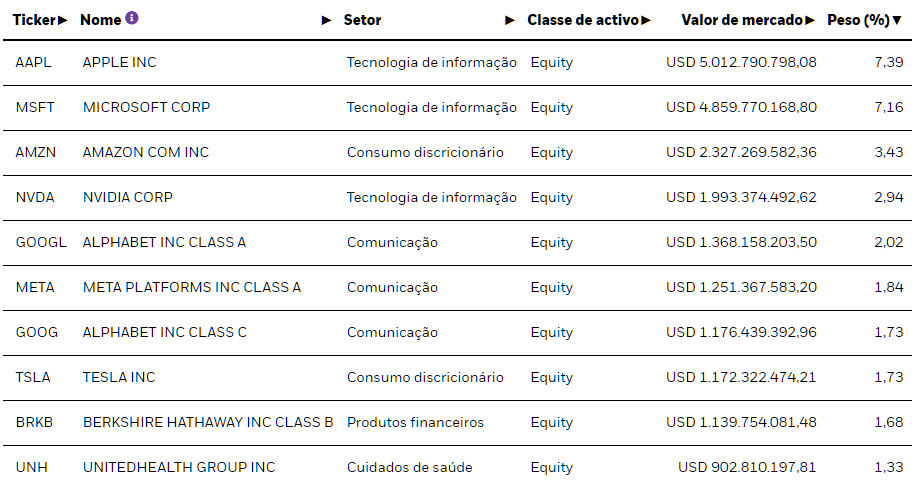 Ticker▶ Nome i ▶ Setor ▶ Classe de activo▶ Valor de mercado▶ Peso (%)▼
AAPL APPLE INC Tecnologia de informação Equity USD 5.012.790.798,08 7,39
MSFT MICROSOFT CORP Tecnologia de informação Equity USD 4.859.770.168,80 7,16
AMZN AMAZON COM INC Consumo discricionário Equity USD 2.327.269.582,36 3,43
NVDA NVIDIA CORP Tecnologia de informação Equity USD 1.993.374.492,62 2,94
GOOGL ALPHABET INC CLASS A Comunicação Equity USD 1.368.158.203,50 2,02
META META PLATFORMS INC CLASS A Comunicação Equity USD 1.251.367.583,20 1,84
GOOG ALPHABET INC CLASS C Comunicação Equity USD 1.176.439.392,96 1,73
TSLA TESLA INC Consumo discricionário Equity USD 1.172.322.474,21 1,73
BRKB BERKSHIRE HATHAWAY INC CLASS B Produtos financeiros Equity USD 1.139.754.081,48 1,68
UNH UNITEDHEALTH GROUP INC Cuidados de saúde Equity USD 902.810.197,81 1,33